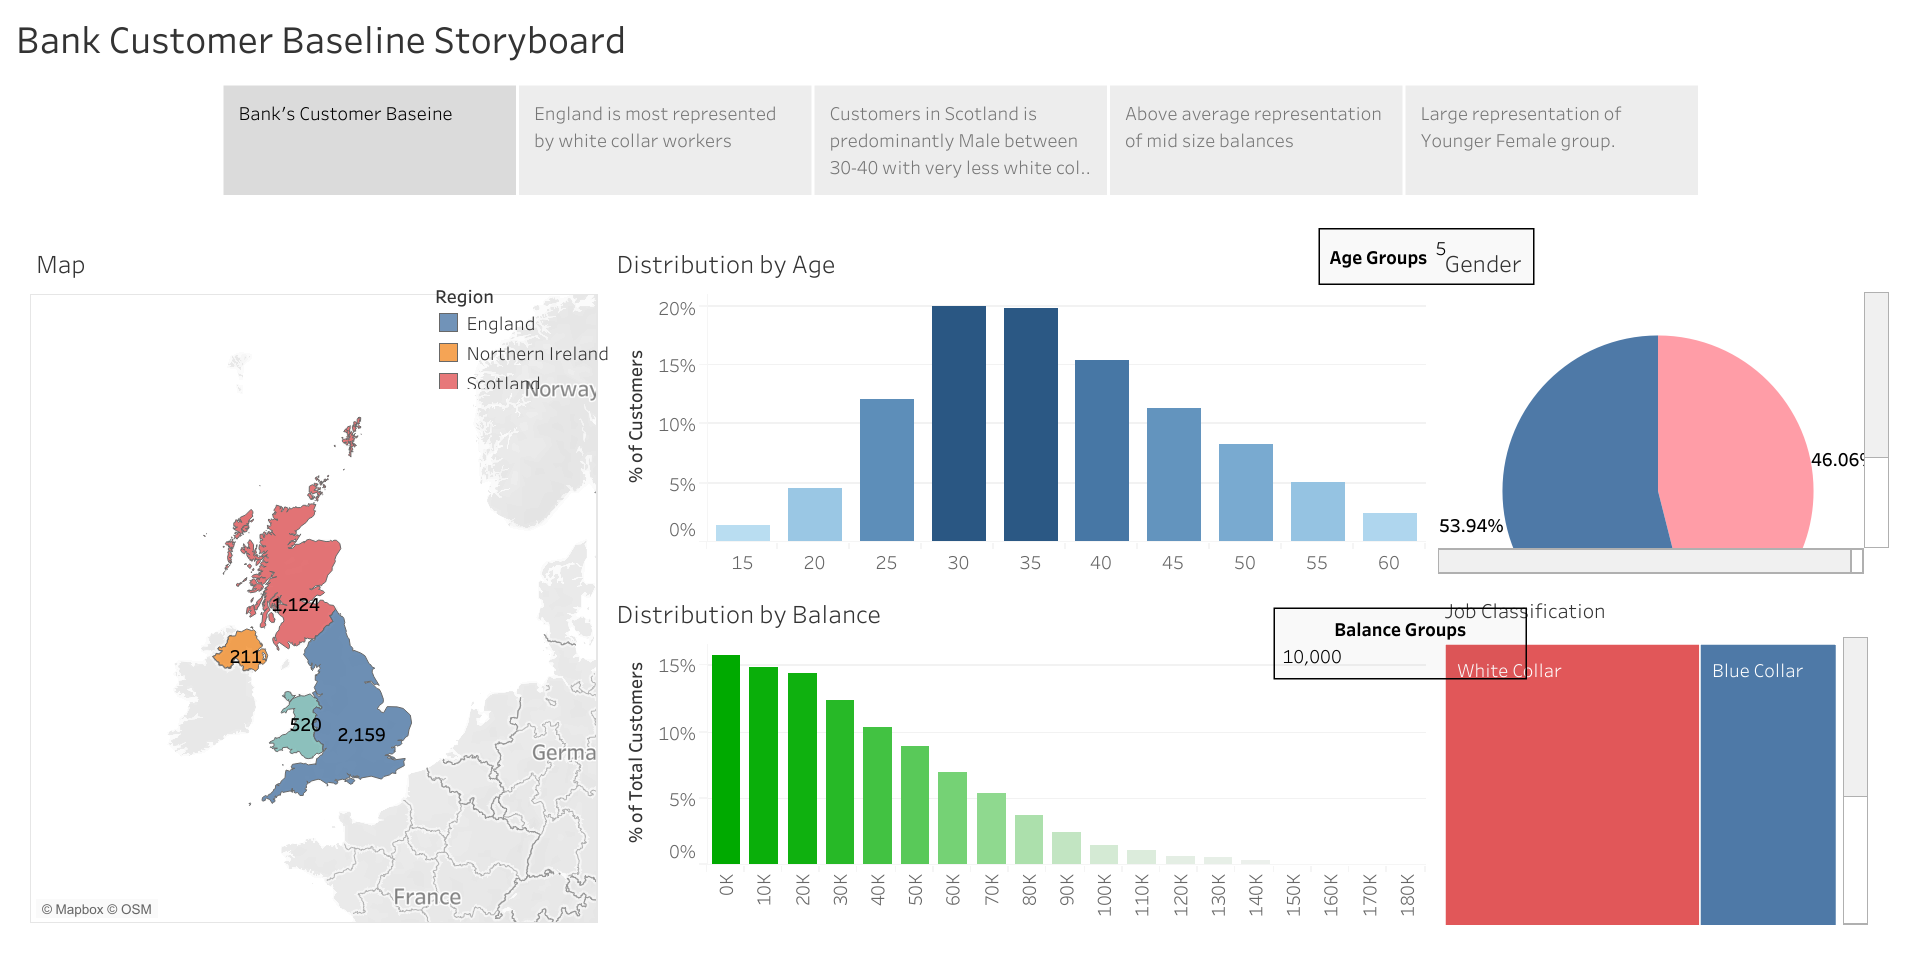 Bank Customer Baseline Storyboard
Bank's Customer Baseine
England is most represented
by white collar workers
Customers in Scotland is
predominantly Male between
30-40 with very less white col..
Above average representation
of mid size balances
Large representation of
Younger Female group.
Map
Region
England
Northern Ireland
Scotland
Norway
1,124
211
520
2,159
Germa
France
© Mapbox © OSM
Distribution by Age
Age Groups 5
Gender
% of Customers
20%
15%
10%
5%
0%
15 20 25 30 35 40 45 50 55 60
46.06%
53.94%
Distribution by Balance
Balance Groups
10,000
% of Total Customers
15%
10%
5%
0%
0K 10K 20K 30K 40K 50K 60K 70K 80K 90K 100K 110K 120K 130K 140K 150K 160K 170K 180K
Job Classification
White Collar
Blue Collar